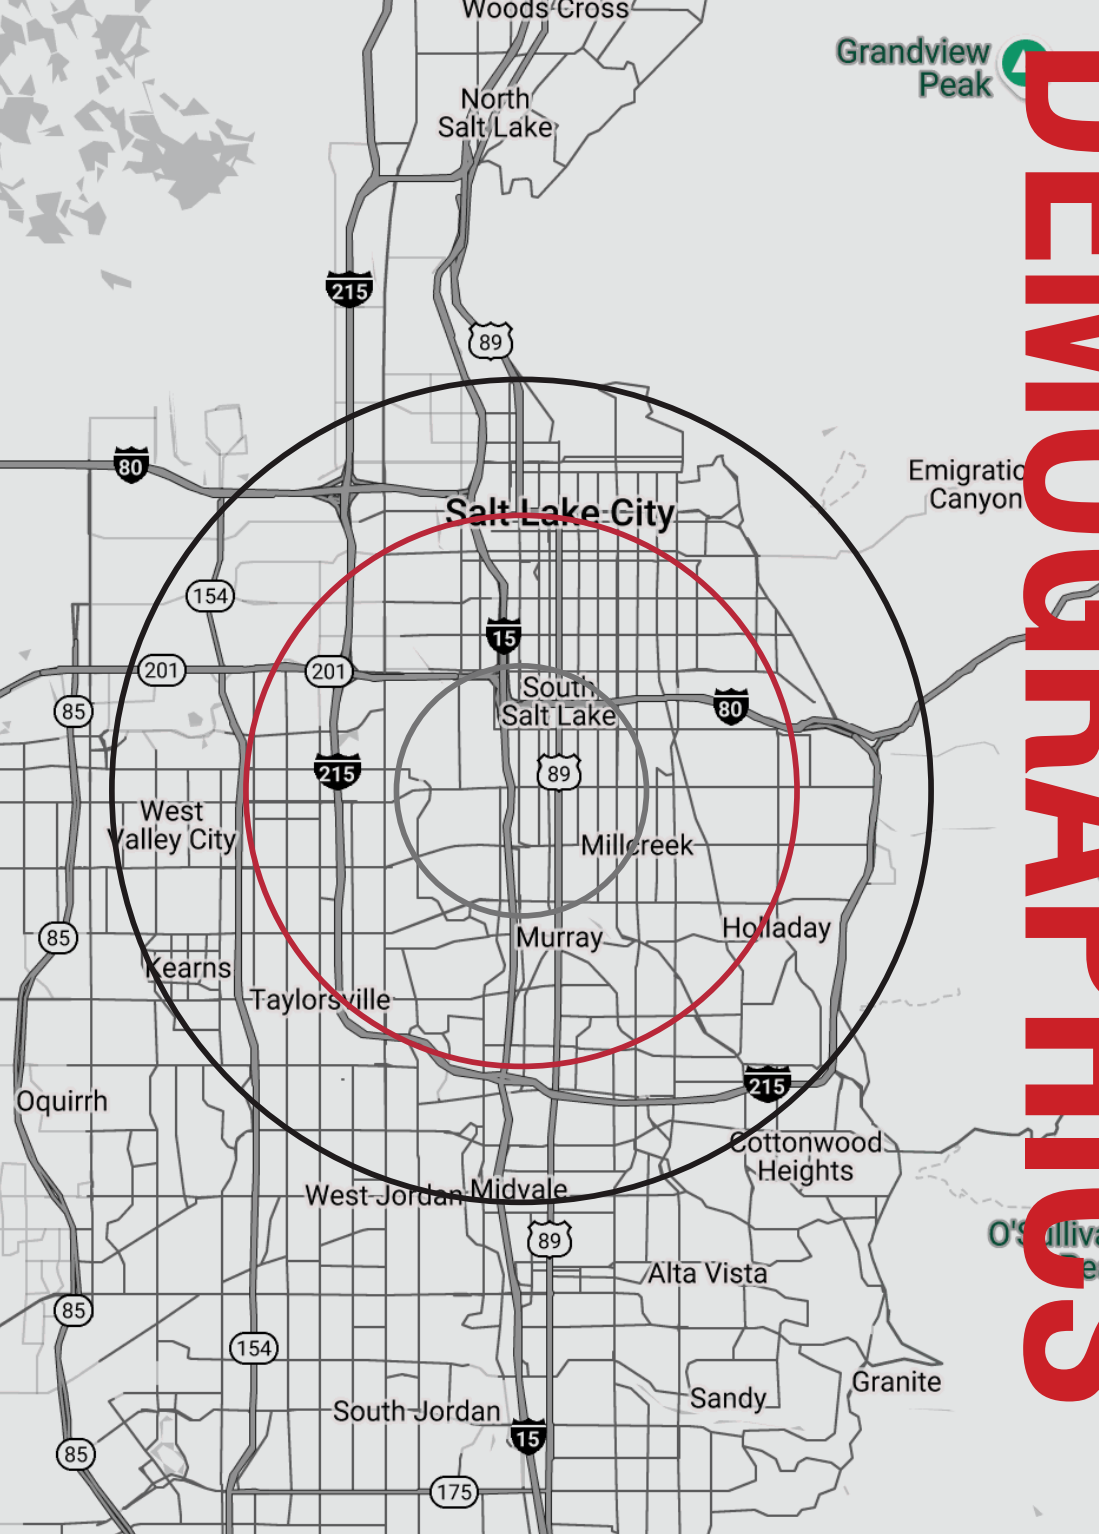 Woods Cross
Grandview
Peak
North
Salt Lake
215
89
80
Emigratio
Canyon
Salt Lake City
154
15
201
201
South
Salt Lake
80
85
215
89
West
Valley City
Millcreek
Holladay
Murray
85
Kearns
Taylorsville
215
Oquirrh
Cottonwood
Heights
West Jordan
Midvale
O'Sulliva
Pe
89
Alta Vista
85
154
Granite
Sandy
South Jordan
15
85
175
DEMOGRAPHICS